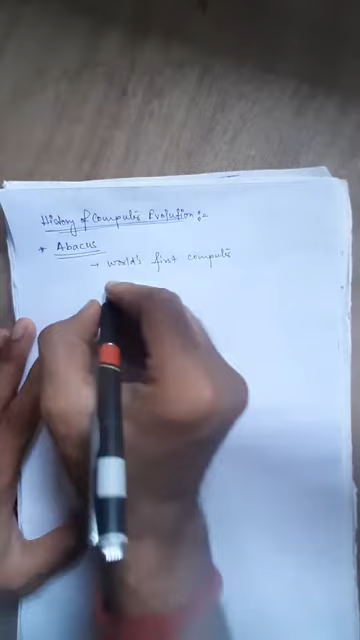 History of Computer Evolution :-
* Abacus
→ world's first computer